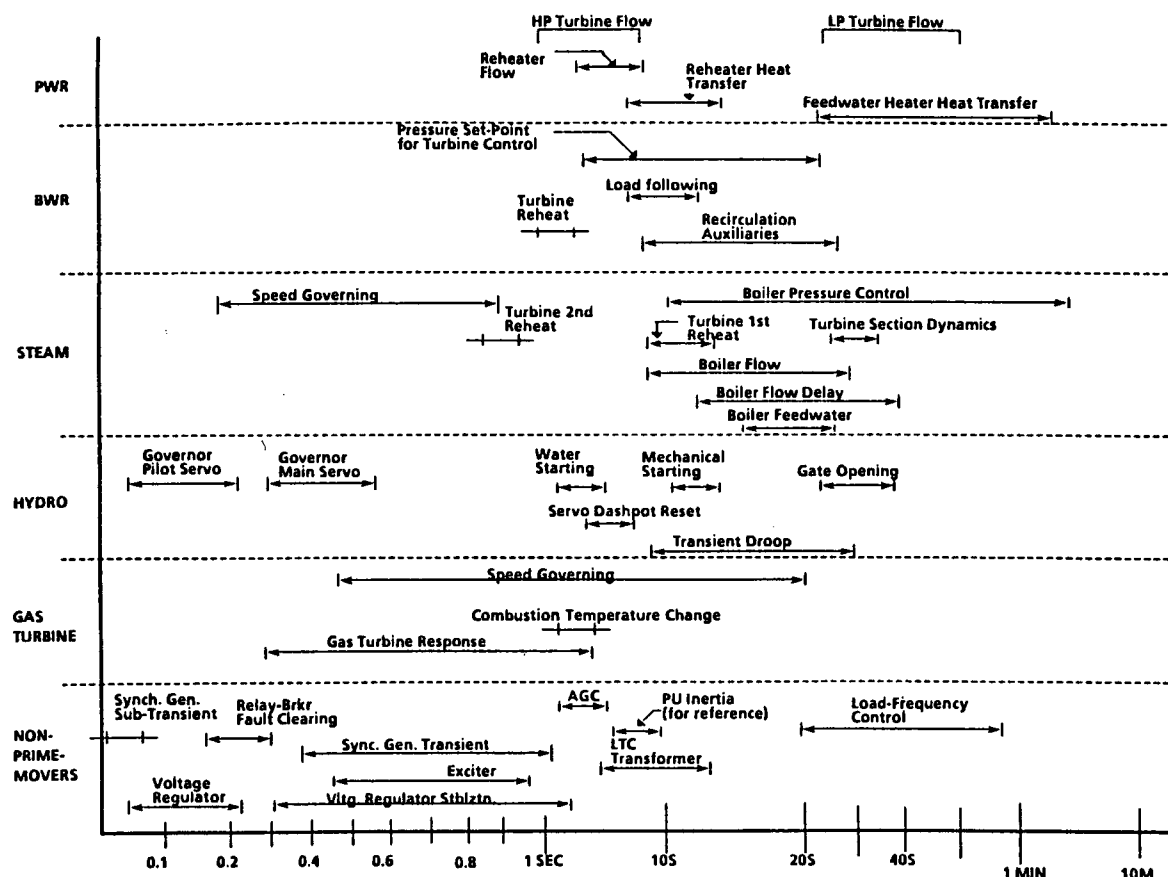 HP Turbine Flow
LP Turbine Flow
Reheater
Flow
Reheater Heat
Transfer
PWR
Feedwater Heater Heat Transfer
Pressure Set-Point
for Turbine Control
Load following
BWR
Turbine
Reheat
Recirculation
Auxiliaries
Speed Governing
Boiler Pressure Control
Turbine 2nd
Reheat
Turbine 1st
Reheat
Turbine Section Dynamics
STEAM
Boiler Flow
Boiler Flow Delay
Boiler Feedwater
Governor
Pilot Servo
Governor
Main Servo
Water
Starting
Mechanical
Starting
Gate Opening
HYDRO
Servo Dashpot Reset
Transient Droop
Speed Governing
GAS
TURBINE
Combustion Temperature Change
Gas Turbine Response
Synch. Gen.
Sub-Transient
Relay-Brkr
Fault Clearing
AGC
PU Inertia
(for reference)
Load-Frequency
Control
NON-
PRIME-
MOVERS
Sync. Gen. Transient
LTC
Transformer
Exciter
Voltage
Regulator
Vltg. Regulator Stblztn.
0.1
0.2
0.4
0.6
0.8
1 SEC
10S
20S
40S
1 MIN
10M